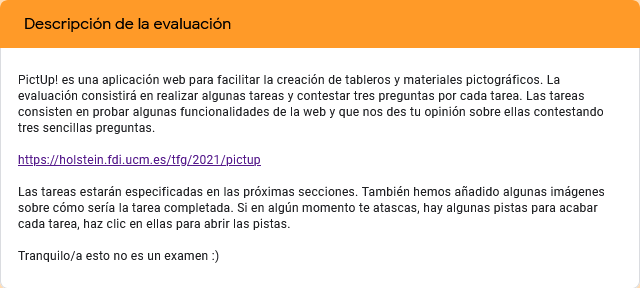 Descripción de la evaluación
PictUp! es una aplicación web para facilitar la creación de tableros y materiales pictográficos. La
evaluación consistirá en realizar algunas tareas y contestar tres preguntas por cada tarea. Las tareas
consisten en probar algunas funcionalidades de la web y que nos des tu opinión sobre ellas contestando
tres sencillas preguntas.
https://holstein.fdi.ucm.es/tfg/2021/pictup
Las tareas estarán especificadas en las próximas secciones. También hemos añadido algunas imágenes
sobre cómo sería la tarea completada. Si en algún momento te atascas, hay algunas pistas para acabar
cada tarea, haz clic en ellas para abrir las pistas.
Tranquilo/a esto no es un examen :)